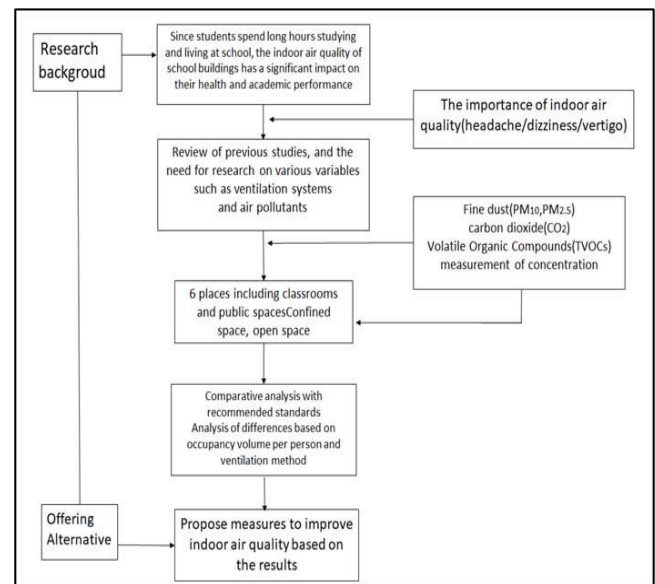 Research
backgroud
Since students spend long hours studying
and living at school, the indoor air quality of
school buildings has a significant impact on
their health and academic performance
The importance of indoor air
quality(headache/dizziness/vertigo)
Review of previous studies, and the
need for research on various variables
such as ventilation systems
and air pollutants
Fine dust(PM10,PM2.5)
carbon dioxide(CO2)
Volatile Organic Compounds(TVOCs)
measurement of concentration
6 places including classrooms
and public spacesConfined
space, open space
Comparative analysis with
recommended standards
Analysis of differences based on
occupancy volume per person and
ventilation method
Offering
Alternative
Propose measures to improve
indoor air quality based on
the results